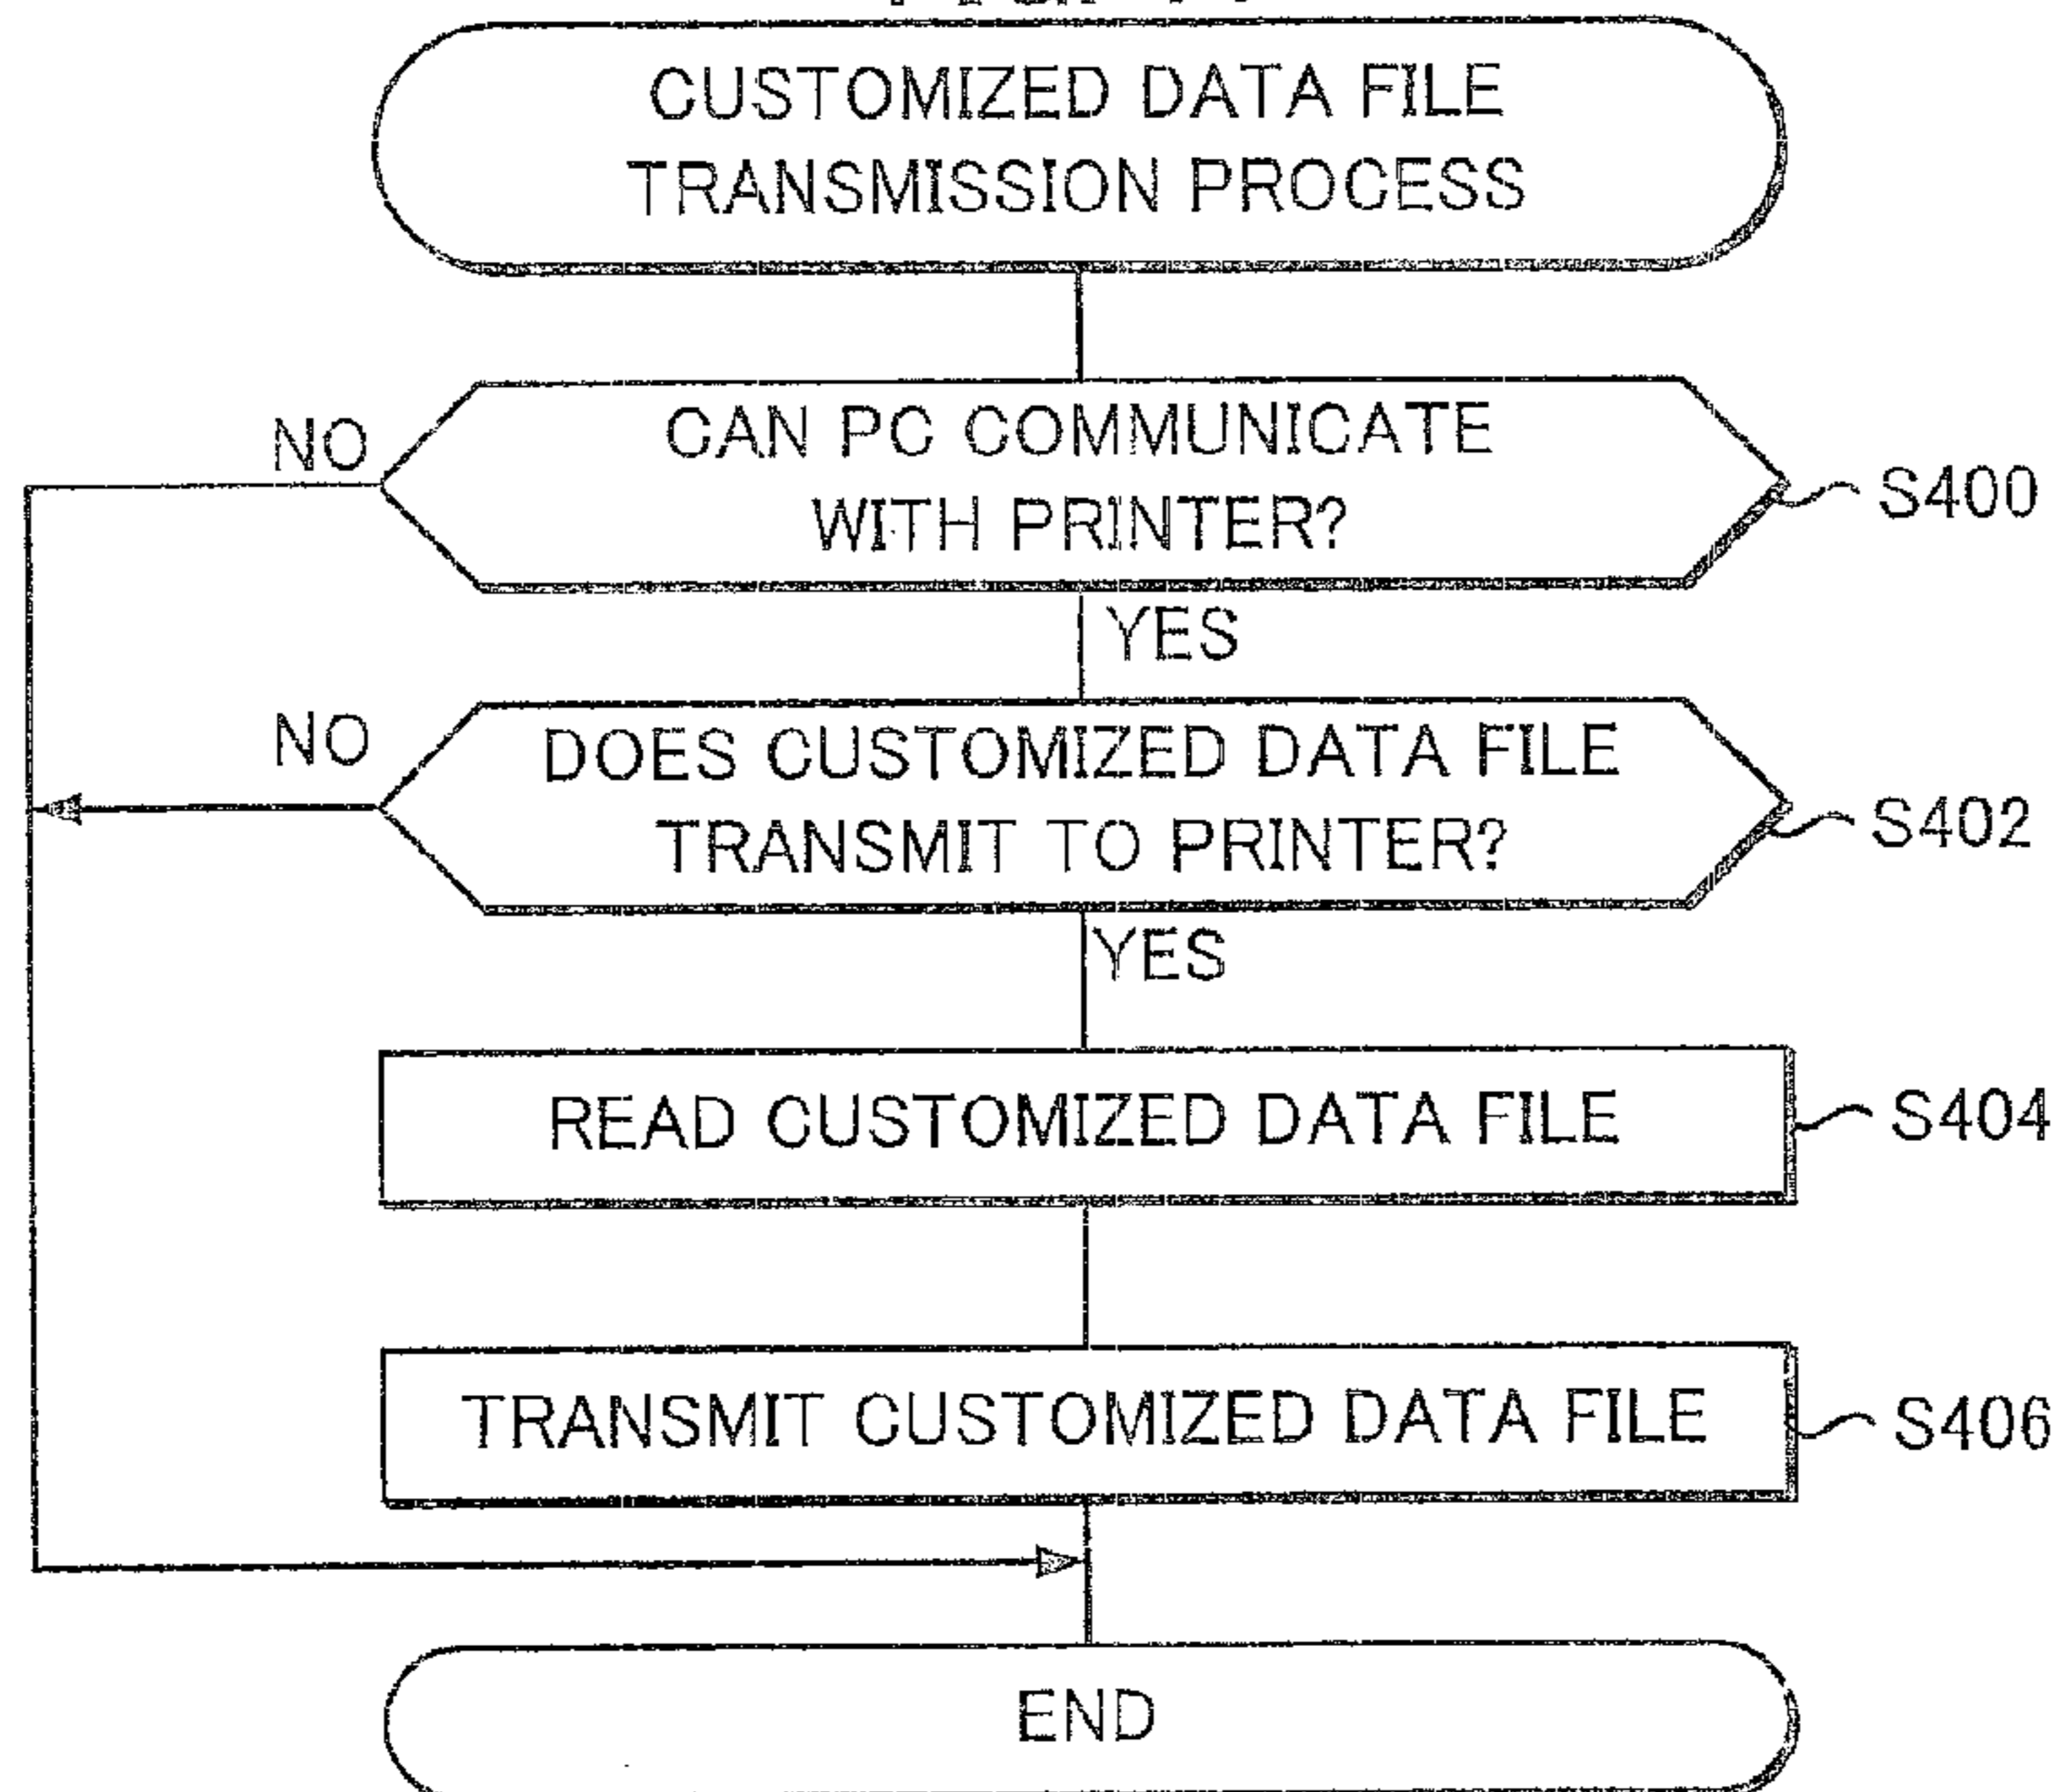 CUSTOMIZED DATA FILE
TRANSMISSION PROCESS
NO
CAN PC COMMUNICATE
WITH PRINTER?
S400
YES
NO
DOES CUSTOMIZED DATA FILE
TRANSMIT TO PRINTER?
S402
YES
READ CUSTOMIZED DATA FILE
S404
TRANSMIT CUSTOMIZED DATA FILE
S406
END